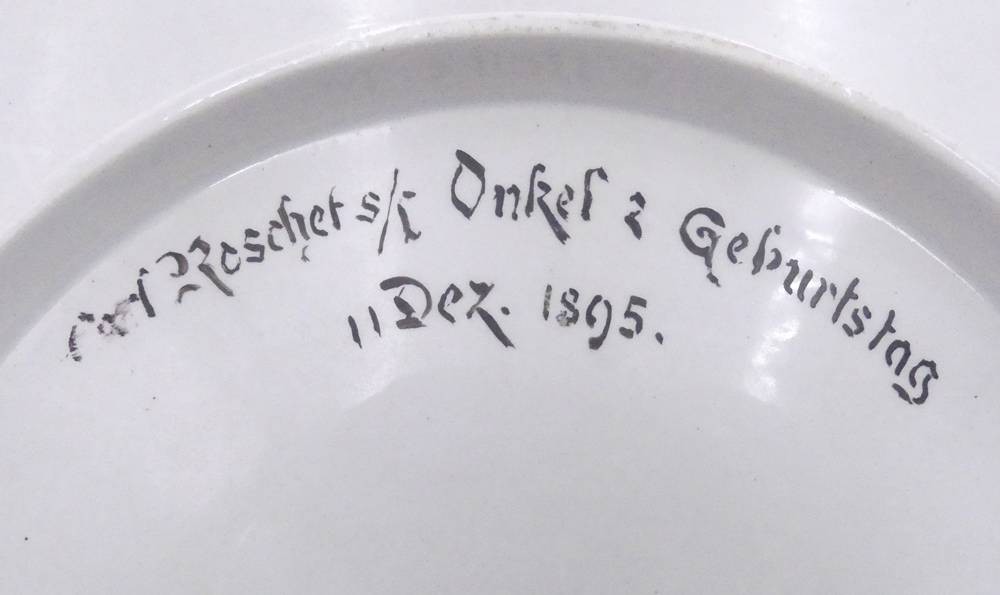 Carl Roschet s/. Onkel z Geburtstag
11 Dez. 1895.